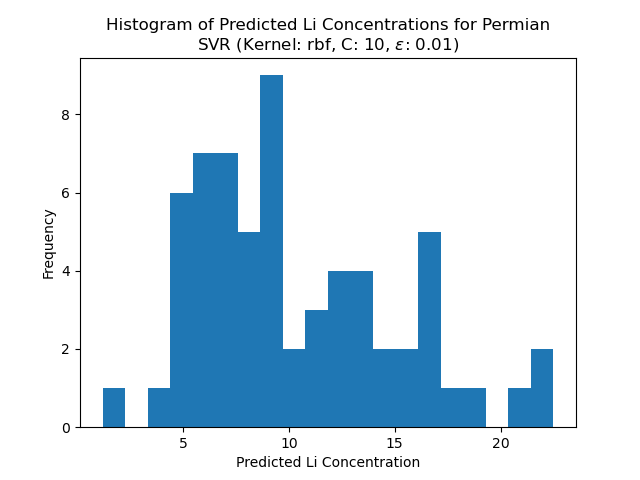 Histogram of Predicted Li Concentrations for Permian
SVR (Kernel: rbf, C: 10, ε: 0.01)
8
6
4
2
0
Frequency
5 10 15 20
Predicted Li Concentration